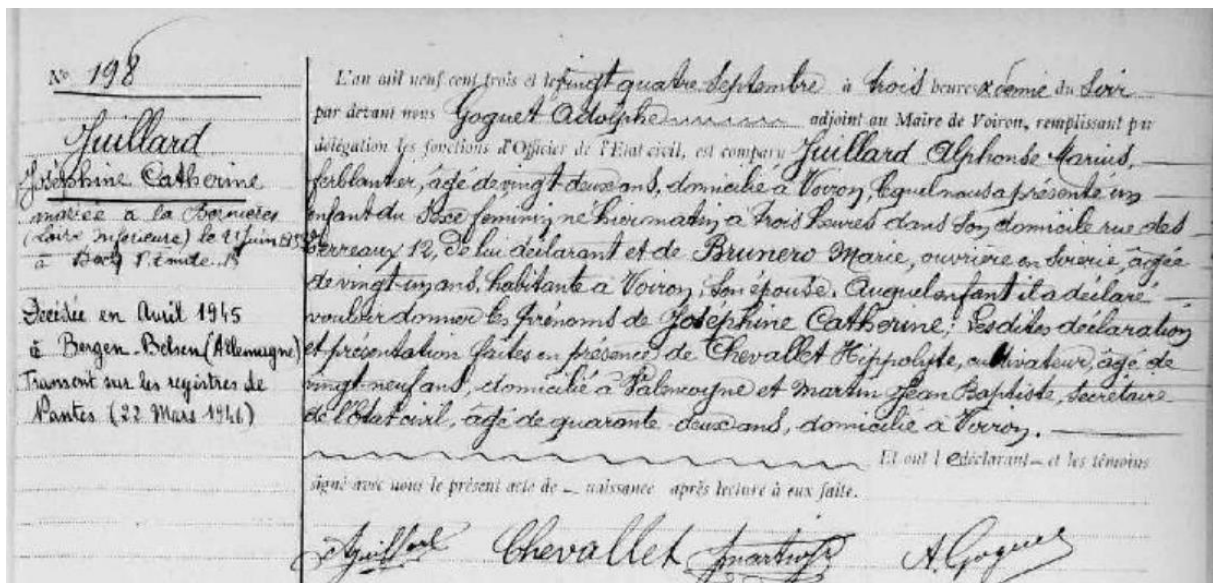 No 198
Juillard
Joséphine Catherine
mariée à la Bernières
(Loire Inférieure) le 2 Juin
à
Décédée en Avril 1945
à Bergen-Belsen (Allemagne)
Transcrit sur les registres de
Nantes (22 Mars 1946)
L'an mil neuf cent trois et le vingt quatre Septembre à trois heures & demie du Soir
par devant nous Goguet Adolphe adjoint au Maire de Voiron, remplissant par
délégation les fonctions d'Officier de l'Etat civil, est comparu Juillard Alphonse Marius,
ferblantier, âgé de vingt-deux ans, domicilié à Voiron, lequel nous a présenté un
enfant du Sexe féminin, né hier matin à trois heures dans son domicile rue des
Terreaux 12, De lui déclarant et de Brunero Marie, ouvrière en soierie, âgée
de vingt-un ans, habitante à Voiron, son épouse. Auquel enfant il a déclaré
vouloir donner les prénoms de Joséphine Catherine; Lesdites déclaration
et présentation faites en présence de Chevallet Hippolyte, cultivateur, âgé de
vingt-neuf ans, domicilié à et Martin Jean Baptiste, secrétaire
de l'Etat civil, âgé de quarante-deux ans, domicilié à Voiron.
Et ont le déclarant et les témoins
signé avec nous le présent acte de naissance après lecture à eux faite.
AJuillard Chevallet JMartin A. Goguet